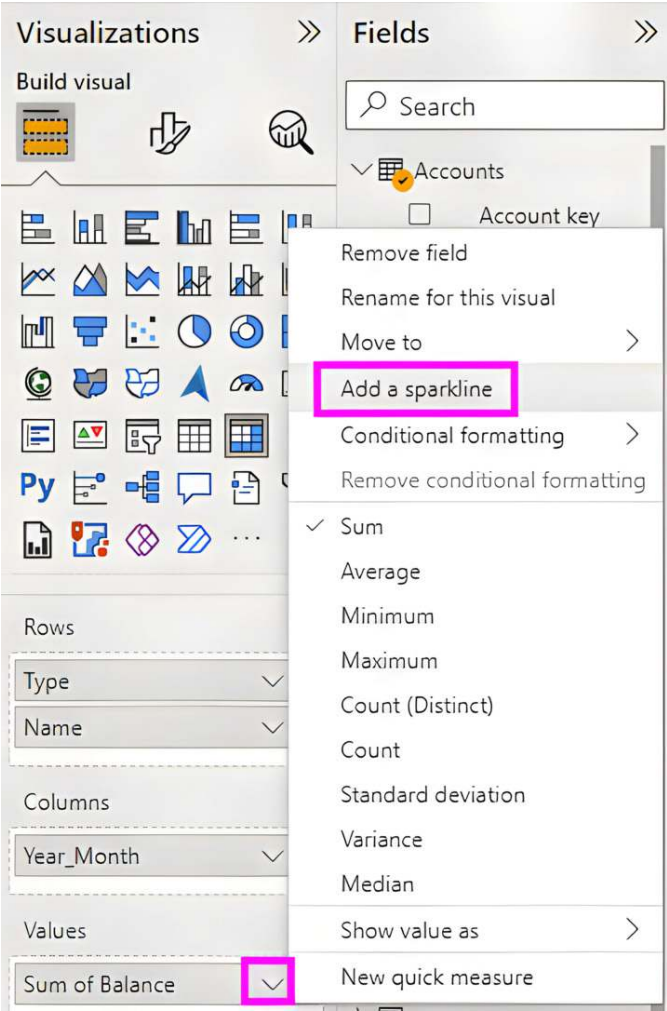 Visualizations
Build visual
Fields
Search
Accounts
Account key
Py
Rows
Type
Name
Columns
Year_Month
Values
Sum of Balance
Remove field
Rename for this visual
Move to
Add a sparkline
Conditional formatting
Remove conditional formatting
Sum
Average
Minimum
Maximum
Count (Distinct)
Count
Standard deviation
Variance
Median
Show value as
New quick measure